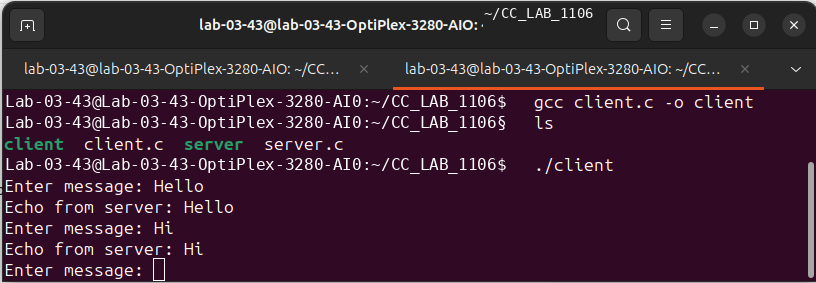 lab-03-43@lab-03-43-OptiPlex-3280-AIO: ~/CC_LAB_1106
lab-03-43@lab-03-43-OptiPlex-3280-AIO: ~/CC... × lab-03-43@lab-03-43-OptiPlex-3280-AIO: ~/CC... ×
Lab-03-43@Lab-03-43-OptiPlex-3280-AI0:~/CC_LAB_1106$ gcc client.c -o client
Lab-03-43@Lab-03-43-OptiPlex-3280-AI0:~/CC_LAB_1106§ ls
client client.c server server.c
Lab-03-43@Lab-03-43-OptiPlex-3280-AI0:~/CC_LAB_1106$ ./client
Enter message: Hello
Echo from server: Hello
Enter message: Hi
Echo from server: Hi
Enter message: